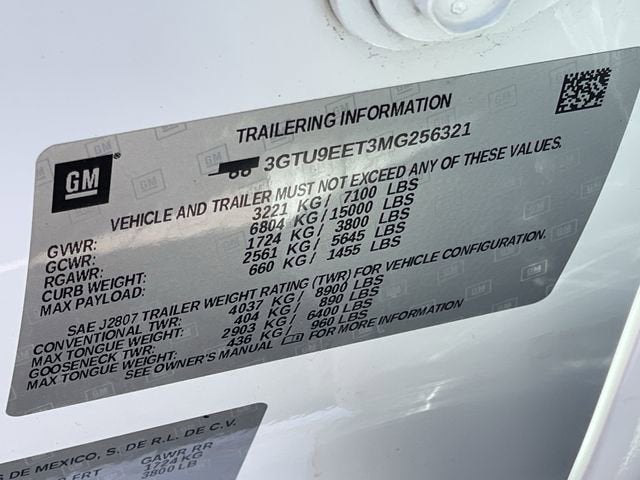 TRAILERING INFORMATION
GM
3GTU9EET3MG256321
VEHICLE AND TRAILER MUST NOT EXCEED ANY OF THESE VALUES.
GVWR: 3221 KG / 7100 LBS
GCWR: 6804 KG / 15000 LBS
RGAWR: 1724 KG / 3800 LBS
CURB WEIGHT: 2561 KG / 5645 LBS
MAX PAYLOAD: 660 KG / 1455 LBS
SAE J2807 TRAILER WEIGHT RATING (TWR) FOR VEHICLE CONFIGURATION.
CONVENTIONAL TWR: 4037 KG / 8900 LBS
MAX TONGUE WEIGHT: 404 KG / 890 LBS
GOOSENECK TWR: 2903 KG / 6400 LBS
MAX TONGUE WEIGHT: 436 KG / 960 LBS
SEE OWNER'S MANUAL FOR MORE INFORMATION
DE MEXICO, S. DE R.L. DE C.V.
FRT GAWR RR
1724 KG
3800 LB